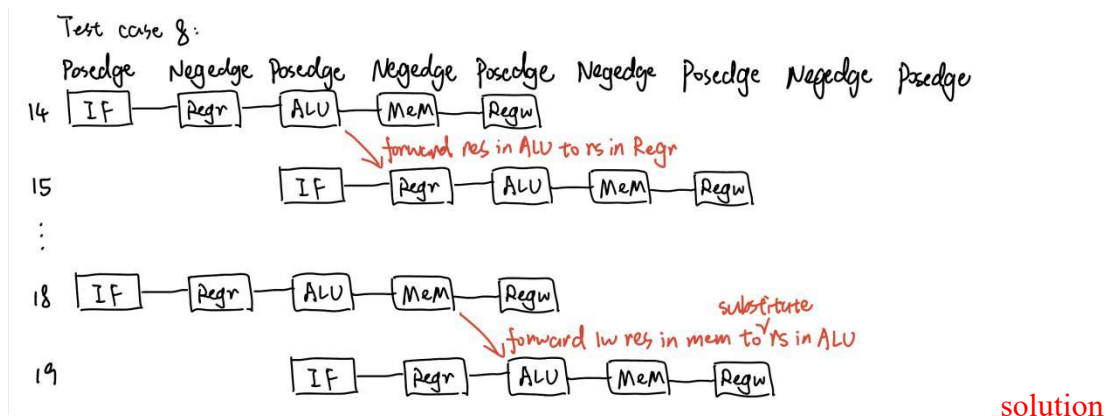 Test case 8:
Posedge Negedge Posedge Negedge Posedge Negedge Posedge Negedge Posedge
14 IF Regr ALU MeM Regw
forward res in ALU to rs in Regr
15 IF Regr ALU MeM Regw
⋮
18 IF Regr ALU MeM Regw
substitute
forward lw res in mem to rs in ALU
19 IF Regr ALU MeM Regw
solution